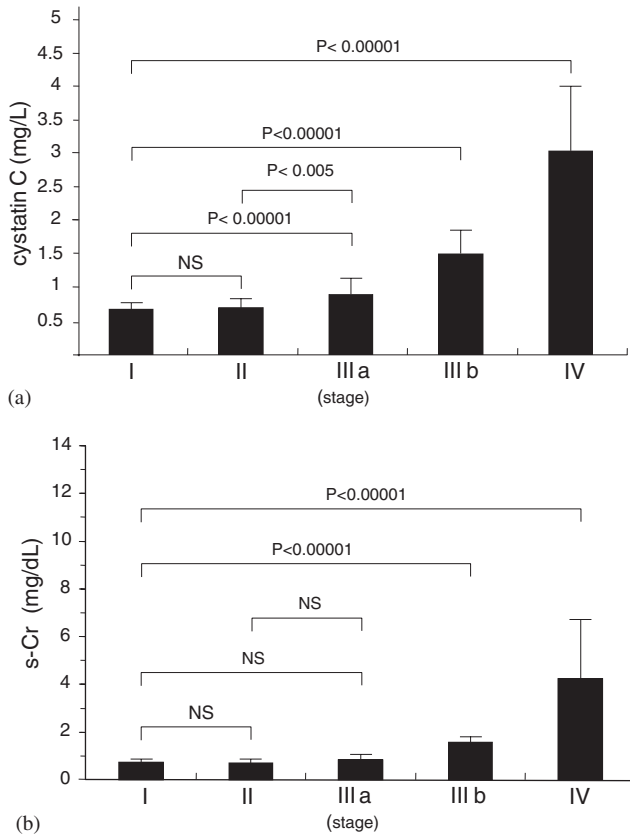 5
4.5
4
3.5
3
2.5
2
1.5
1
0.5
cystatin C (mg/L)
P< 0.00001
P<0.00001
P< 0.005
P< 0.00001
NS
I II III a III b IV
(a) (stage)
14
12
10
8
6
4
2
0
s-Cr (mg/dL)
P<0.00001
P<0.00001
NS
NS
NS
I II III a III b IV
(b) (stage)